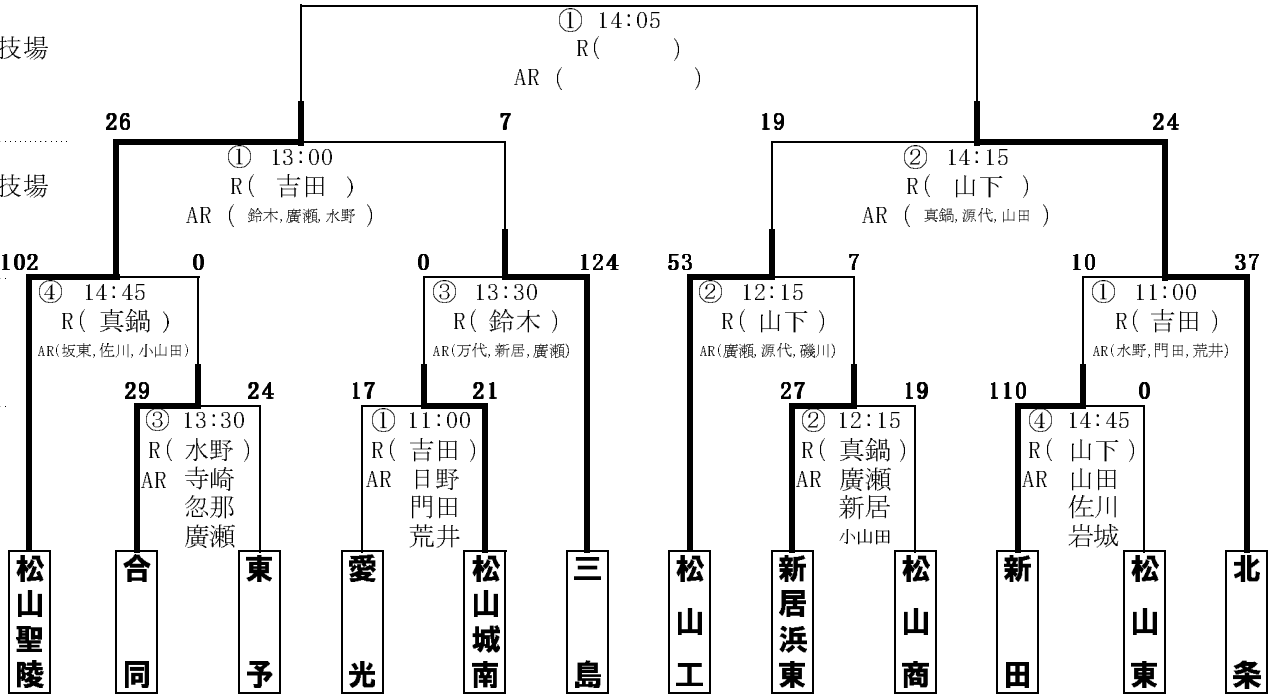 ① 14:05
技場
R(　　　)
AR (　　　　　)
26 7 19 24
① 13:00
② 14:15
技場
R( 吉田 )
R( 山下 )
AR ( 鈴木,廣瀬,水野 )
AR ( 真鍋,源代,山田 )
102 0 0 124 53 7 10 37
④ 14:45
③ 13:30
② 12:15
① 11:00
R( 真鍋 )
R( 鈴木 )
R( 山下 )
R( 吉田 )
AR(坂東,佐川,小山田)
AR(万代,新居,廣瀬)
AR(廣瀬,源代,磯川)
AR(水野,門田,荒井)
29 24 17 21 27 19 110 0
③ 13:30
R( 水野 )
AR 寺崎
忽那
廣瀬
① 11:00
R( 吉田 )
AR 日野
門田
荒井
② 12:15
R( 真鍋 )
AR 廣瀬
新居
小山田
④ 14:45
R( 山下 )
AR 山田
佐川
岩城
松山聖陵
合同
東予
愛光
松山城南
三島
松山工
新居浜東
松山商
新田
松山東
北条